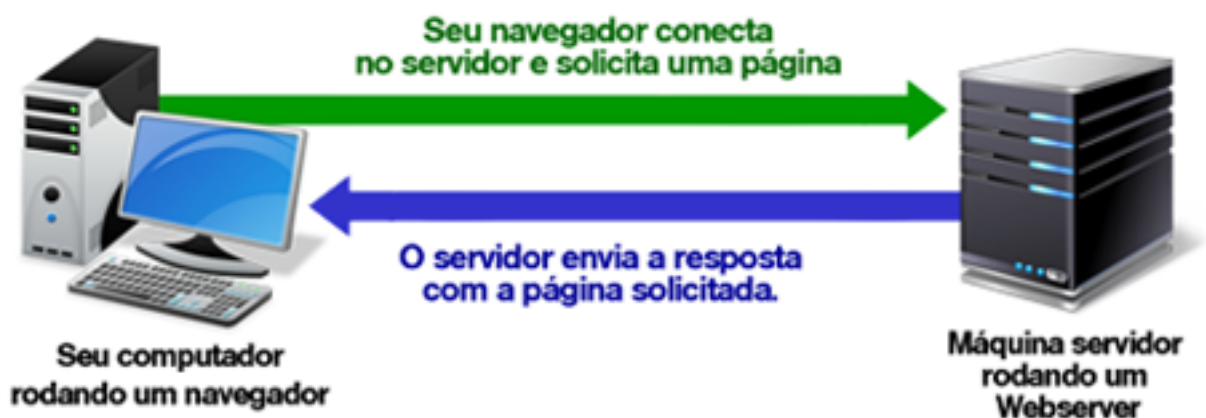 Seu navegador conecta
no servidor e solicita uma página
O servidor envia a resposta
com a página solicitada.
Seu computador
rodando um navegador
Máquina servidor
rodando um
Webserver